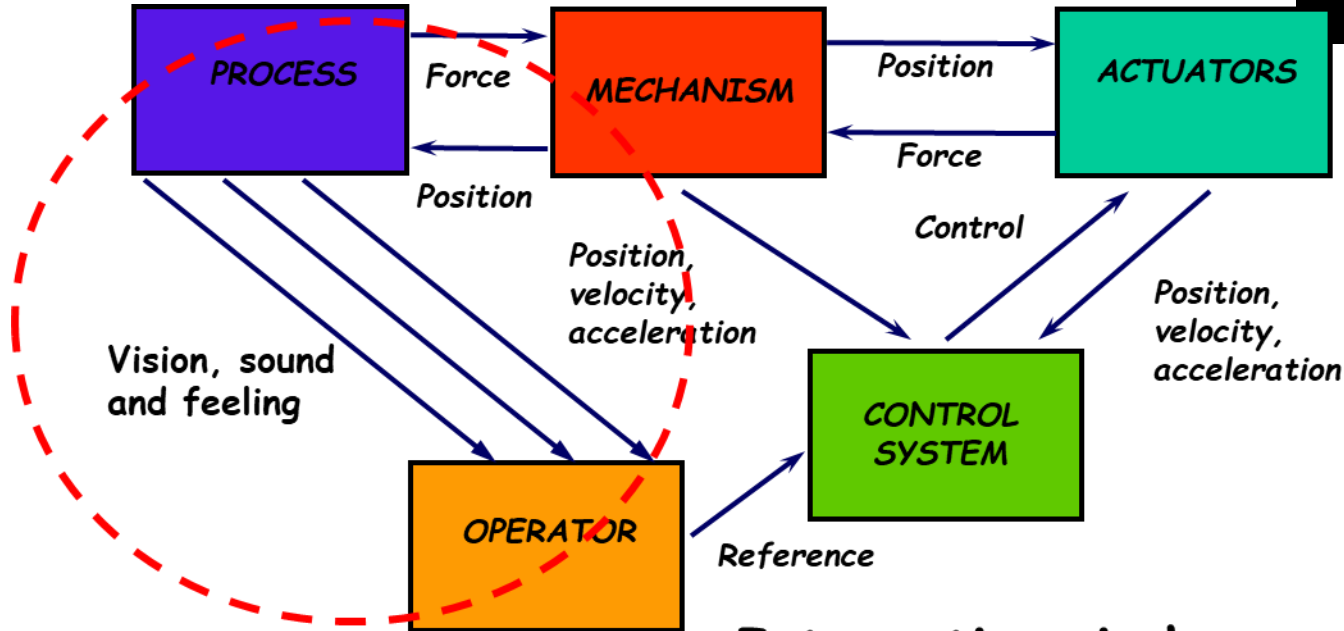 PROCESS
Force
MECHANISM
Position
ACTUATORS
Force
Position
Control
Position,
velocity,
acceleration
Position,
velocity,
acceleration
Vision, sound
and feeling
CONTROL
SYSTEM
OPERATOR
Reference